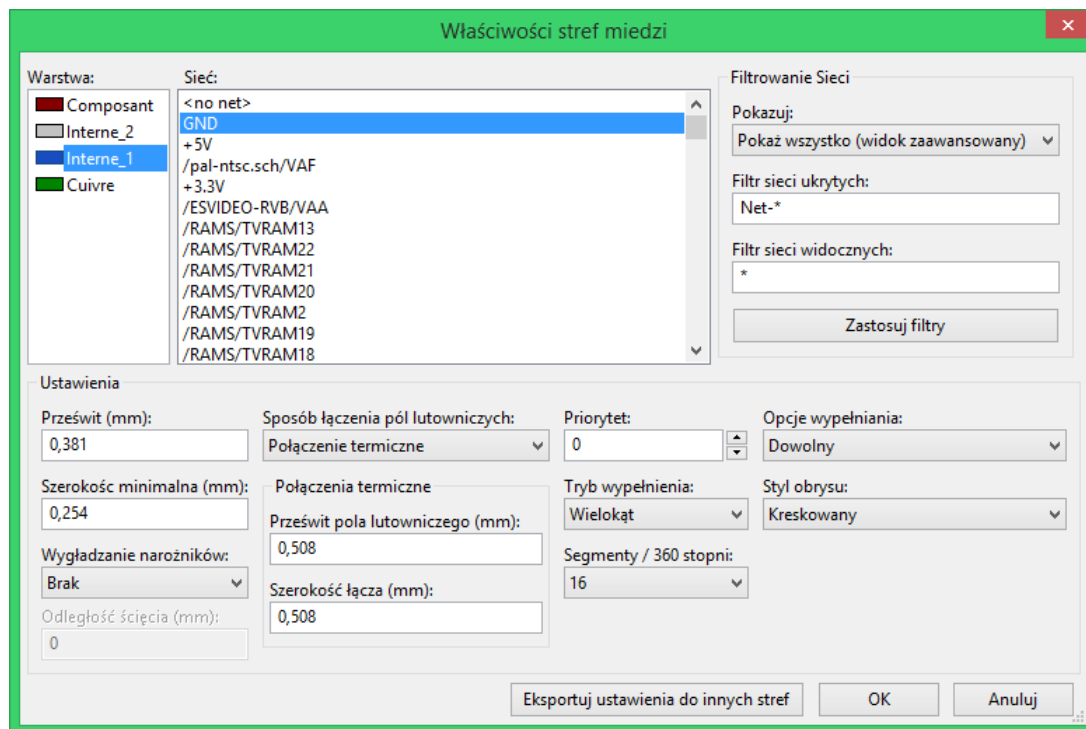 Właściwości stref miedzi
Warstwa:
Composant
Interne_2
Interne_1
Cuivre
Sieć:
<no net>
GND
+5V
/pal-ntsc.sch/VAF
+3.3V
/ESVIDEO-RVB/VAA
/RAMS/TVRAM13
/RAMS/TVRAM22
/RAMS/TVRAM21
/RAMS/TVRAM20
/RAMS/TVRAM2
/RAMS/TVRAM19
/RAMS/TVRAM18
Filtrowanie Sieci
Pokazuj:
Pokaż wszystko (widok zaawansowany)
Filtr sieci ukrytych:
Net-*
Filtr sieci widocznych:
*
Zastosuj filtry
Ustawienia
Prześwit (mm):
0,381
Szerokośc minimalna (mm):
0,254
Wygładzanie narożników:
Brak
Odległość ścięcia (mm):
0
Sposób łączenia pól lutowniczych:
Połączenie termiczne
Połączenia termiczne
Prześwit pola lutowniczego (mm):
0,508
Szerokość łącza (mm):
0,508
Priorytet:
0
Tryb wypełnienia:
Wielokąt
Segmenty / 360 stopni:
16
Opcje wypełniania:
Dowolny
Styl obrysu:
Kreskowany
Eksportuj ustawienia do innych stref
OK
Anuluj